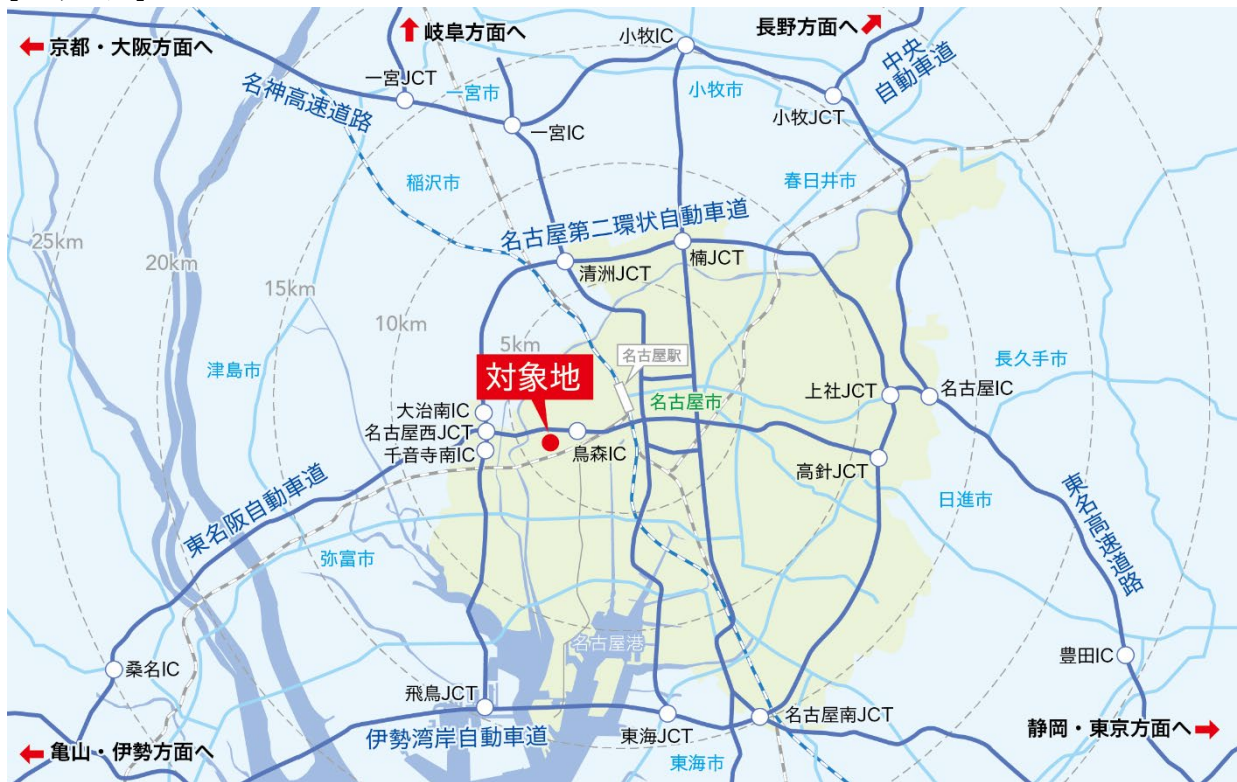 京都・大阪方面へ
岐阜方面へ
長野方面へ
小牧IC
中央
自動車道
一宮JCT
一宮市
小牧市
名神高速道路
小牧JCT
一宮IC
稲沢市
春日井市
名古屋第二環状自動車道
25km
20km
15km
10km
5km
清洲JCT
楠JCT
名古屋駅
津島市
対象地
名古屋市
上社JCT
名古屋IC
長久手市
大治南IC
名古屋西JCT
千音寺南IC
烏森IC
高針JCT
日進市
東名阪自動車道
東名高速道路
弥富市
名古屋港
桑名IC
豊田IC
飛鳥JCT
名古屋南JCT
伊勢湾岸自動車道
東海JCT
東海市
亀山・伊勢方面へ
静岡・東京方面へ